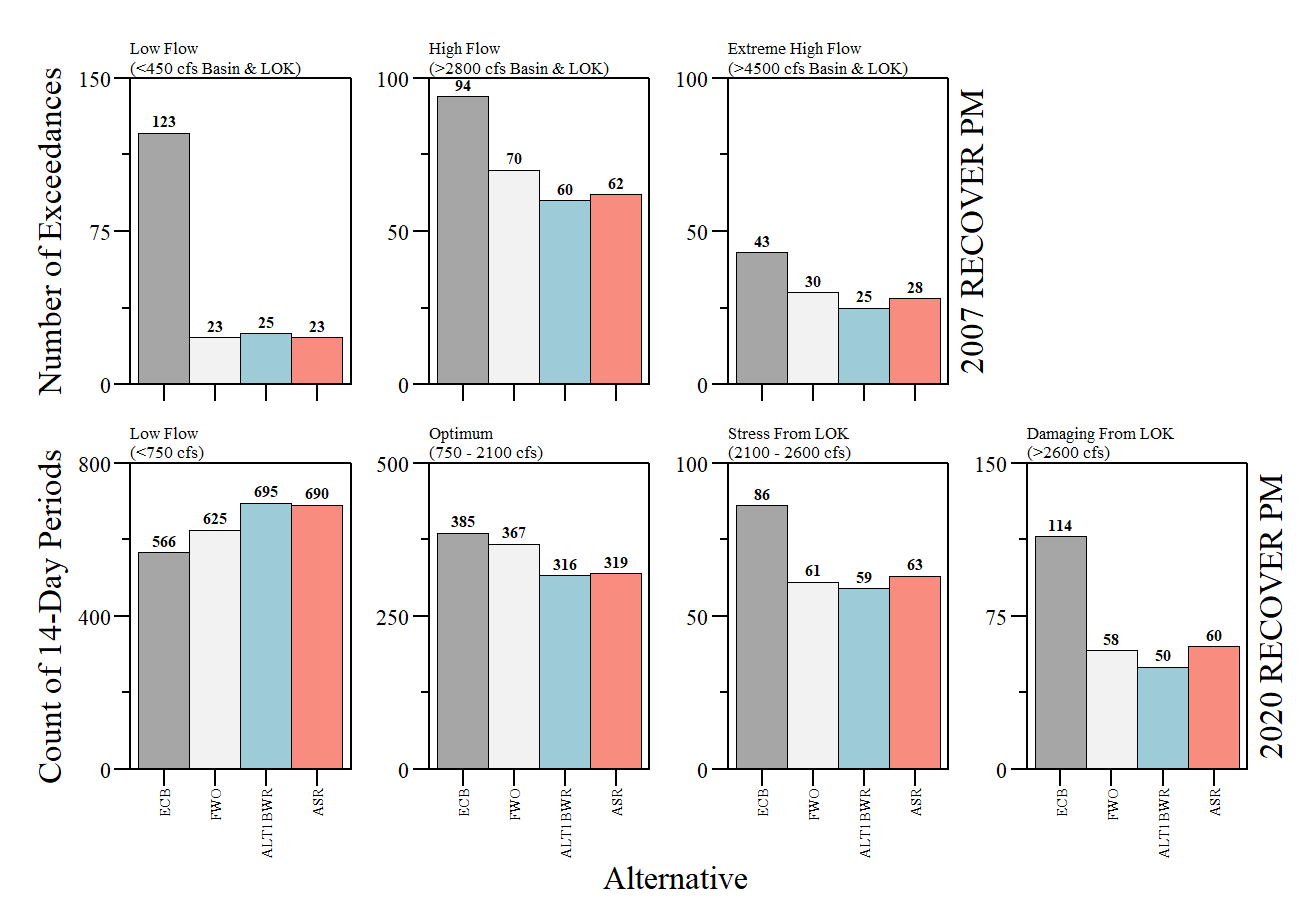 Low Flow
(<450 cfs Basin & LOK)
150
75
0
123
23
25
23
Number of Exceedances
High Flow
(>2800 cfs Basin & LOK)
100
50
0
94
70
60
62
Extreme High Flow
(>4500 cfs Basin & LOK)
100
50
0
43
30
25
28
2007 RECOVER PM
Low Flow
(<750 cfs)
800
400
0
566
625
695
690
ECB
FWO
ALT1BWR
ASR
Count of 14-Day Periods
Optimum
(750 - 2100 cfs)
500
250
0
385
367
316
319
ECB
FWO
ALT1BWR
ASR
Stress From LOK
(2100 - 2600 cfs)
100
50
0
86
61
59
63
ECB
FWO
ALT1BWR
ASR
Damaging From LOK
(>2600 cfs)
150
75
0
114
58
50
60
ECB
FWO
ALT1BWR
ASR
2020 RECOVER PM
Alternative